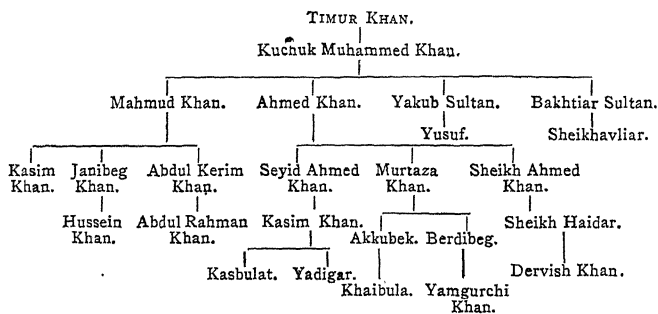 TIMUR KHAN.
Kuchuk Muhammed Khan.
Mahmud Khan. Ahmed Khan. Yakub Sultan. Bakhtiar Sultan.
Yusuf. Sheikhavliar.
Kasim Janibeg Abdul Kerim Seyid Ahmed Murtaza Sheikh Ahmed
Khan. Khan. Khan. Khan. Khan. Khan.
Hussein Abdul Rahman Kasim Khan. Sheikh Haidar.
Khan. Khan. Akkubek. Berdibeg.
Kasbulat. Yadigar. Dervish Khan.
Khaibula. Yamgurchi
Khan.